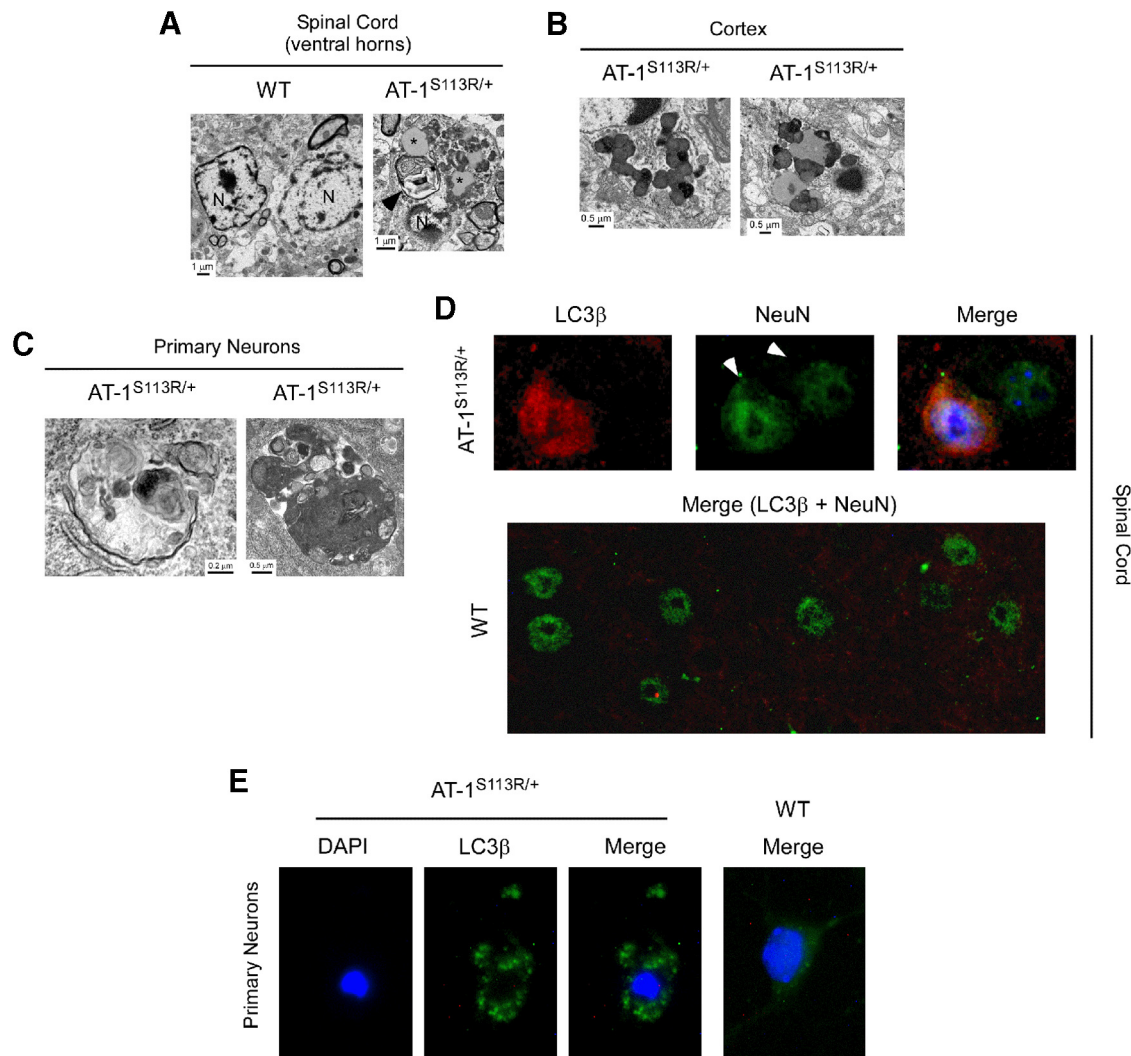 A
Spinal Cord
(ventral horns)
WT
AT-1S113R/+
N
N
1 μm
*
*
N
1 μm
B
Cortex
AT-1S113R/+
AT-1S113R/+
0.5 μm
0.5 μm
C
Primary Neurons
AT-1S113R/+
AT-1S113R/+
0.2 μm
0.5 μm
D
LC3β
NeuN
Merge
AT-1S113R/+
Merge (LC3β + NeuN)
WT
Spinal Cord
E
AT-1S113R/+
WT
DAPI
LC3β
Merge
Merge
Primary Neurons